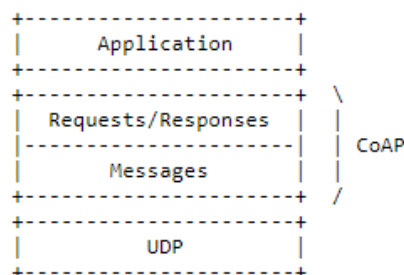 Application
Requests/Responses
CoAP
Messages
UDP